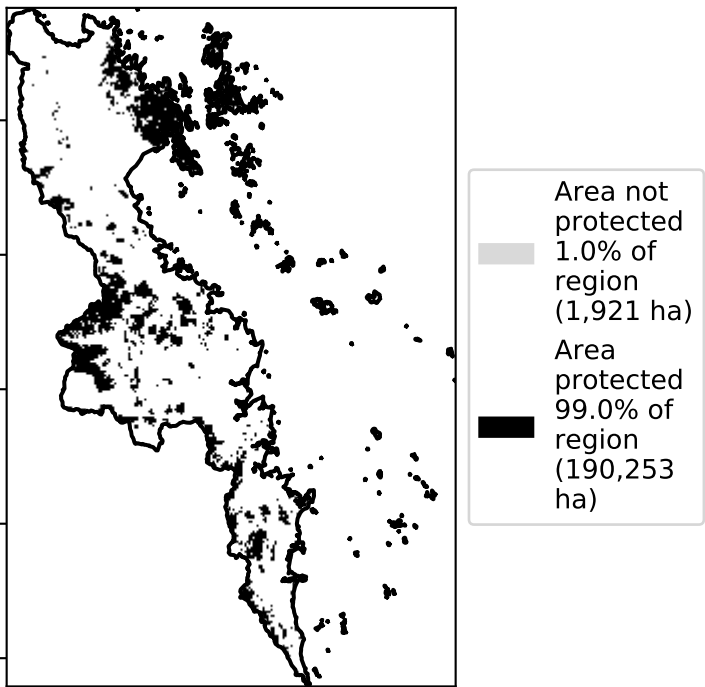 Area not
protected
1.0% of
region
(1,921 ha)
Area
protected
99.0% of
region
(190,253
ha)